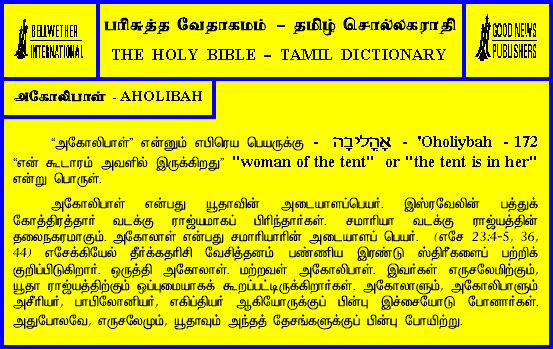 BELLWETHER
INTERNATIONAL
பரிசுத்த வேதாகமம் – தமிழ் சொல்லகராதி
THE HOLY BIBLE – TAMIL DICTIONARY
GOOD NEWS
PUBLISHERS
அகோலிபாள் - AHOLIBAH
“அகோலிபாள்” என்னும் எபிரெய பெயருக்கு - אָהֳלִיבָה - 'Oholiybah - 172
“என் கூடாரம் அவளில் இருக்கிறது” "woman of the tent" or "the tent is in her"
என்று பொருள்.
அகோலிபாள் என்பது யூதாவின் அடையாளப்பெயர். இஸ்ரவேலின் பத்துக்
கோத்திரத்தார் வடக்கு ராஜ்யமாகப் பிரிந்தார்கள். சமாரியா வடக்கு ராஜ்யத்தின்
தலைநகரமாகும். அகோலாள் என்பது சமாரியாரின் அடையாளப் பெயர். (எசே 23:4-5, 36,
44) எசேக்கியேல் தீர்க்கதரிசி வேசித்தனம் பண்ணிய இரண்டு ஸ்திரீகளைப் பற்றிக்
குறிப்பிடுகிறார். ஒருத்தி அகோலாள். மற்றவள் அகோலிபாள். இவர்கள் எருசலேமிற்கும்,
யூதா ராஜ்யத்திற்கும் ஒப்புமையாகக் கூறப்பட்டிருக்கிறார்கள். அகோலாளும், அகோலிபாளும்
அசீரியர், பாபிலோனியர், எகிப்தியர் ஆகியோருக்குப் பின்பு இச்சையோடு போனார்கள்.
அதுபோலவே, எருசலேமும், யூதாவும் அந்தத் தேசங்களுக்குப் பின்பு போயிற்று.